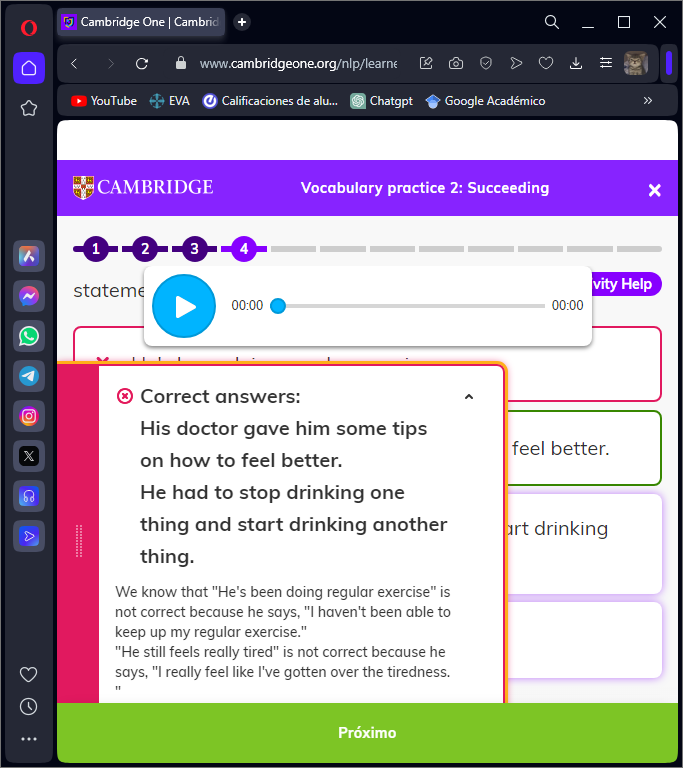 Cambridge One | Cambrid
www.cambridgeone.org/nlp/learne
YouTube
EVA
Calificaciones de alu...
Chatgpt
Google Académico
CAMBRIDGE
Vocabulary practice 2: Succeeding
1
2
3
4
stateme
vity Help
00:00
00:00
Correct answers:
His doctor gave him some tips
on how to feel better.
He had to stop drinking one
thing and start drinking another
thing.
feel better.
art drinking
We know that "He's been doing regular exercise" is
not correct because he says, "I haven't been able to
keep up my regular exercise."
"He still feels really tired" is not correct because he
says, "I really feel like I've gotten over the tiredness.
"
Próximo